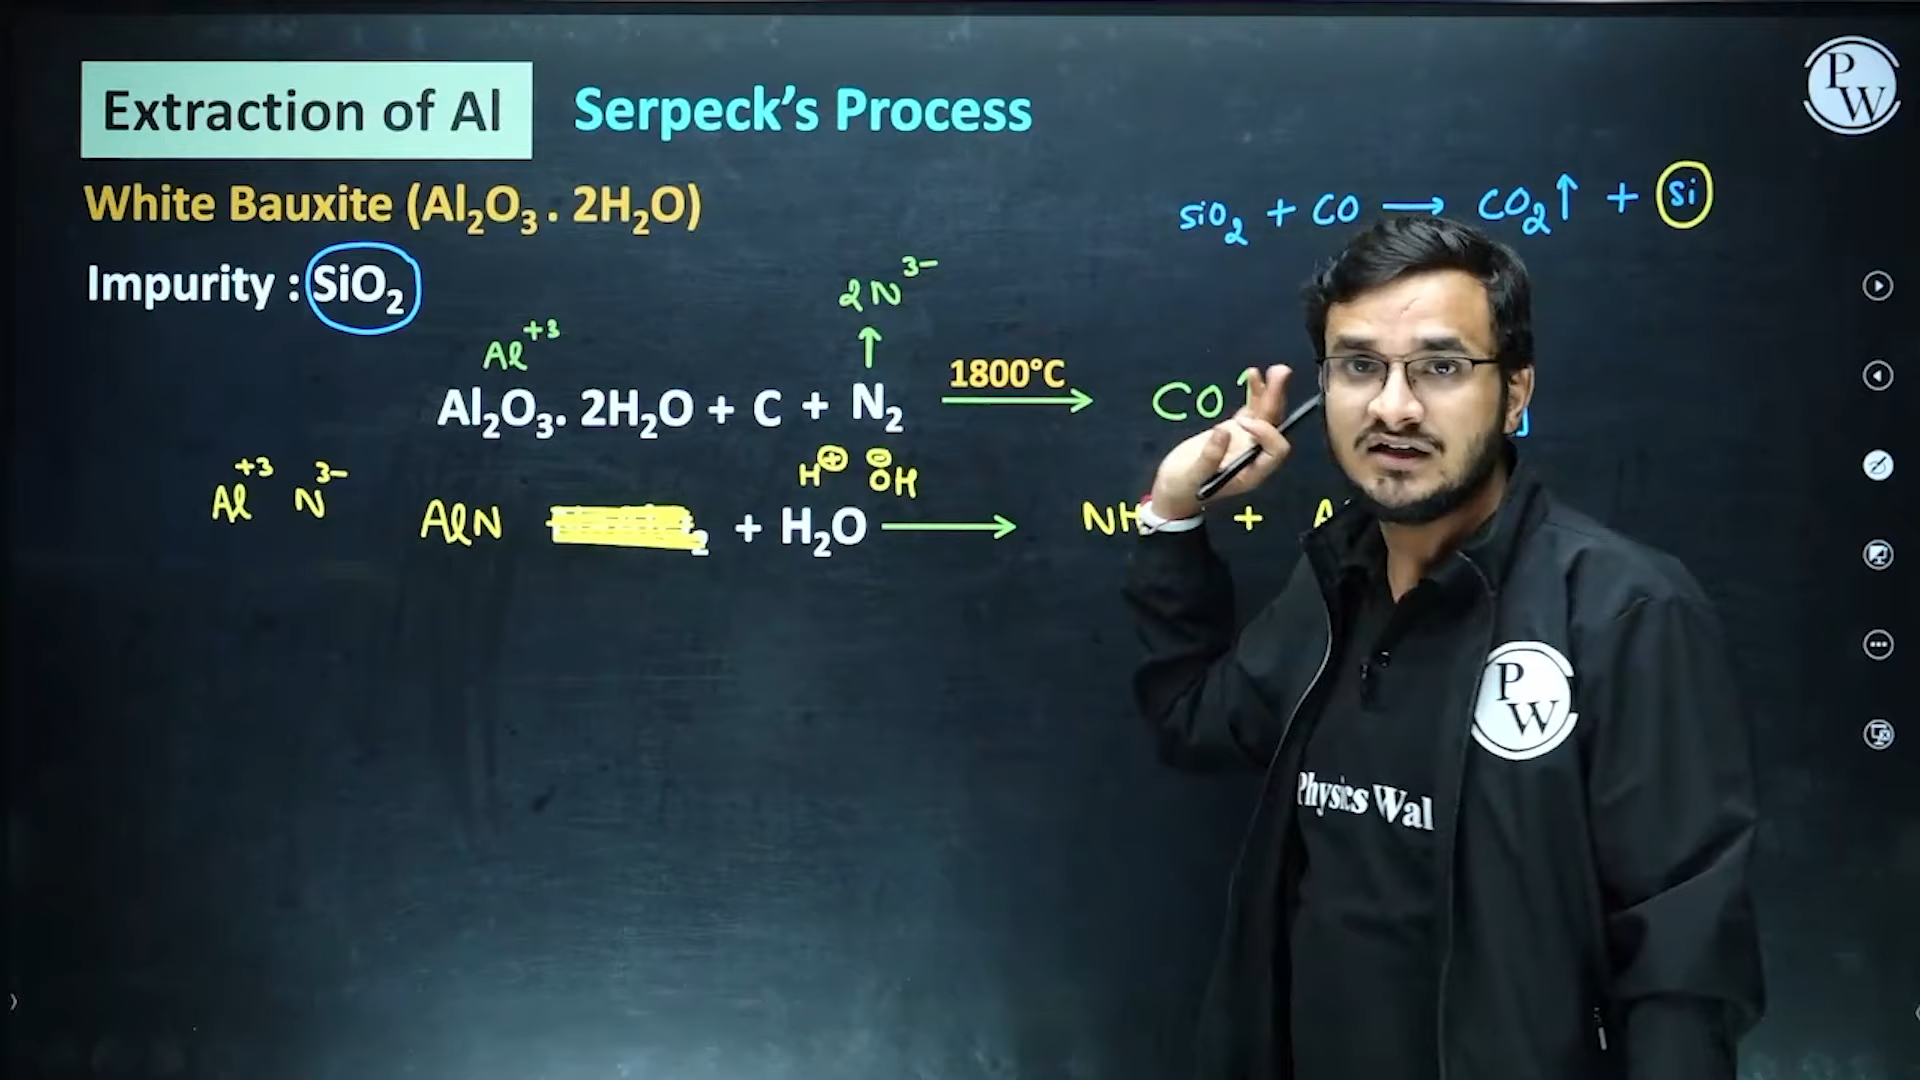 Extraction of Al Serpeck's Process
P
W
White Bauxite (Al₂O₃ . 2H₂O)
SiO₂ + CO → CO₂↑ + Si
Impurity : SiO₂
2N³⁻
Al⁺³
↑
Al₂O₃. 2H₂O + C + N₂ 1800°C → CO↑
Al⁺³ N³⁻
H⊕ ⊖OH
AlN + H₂O → NH +
P
W
Physics Wal